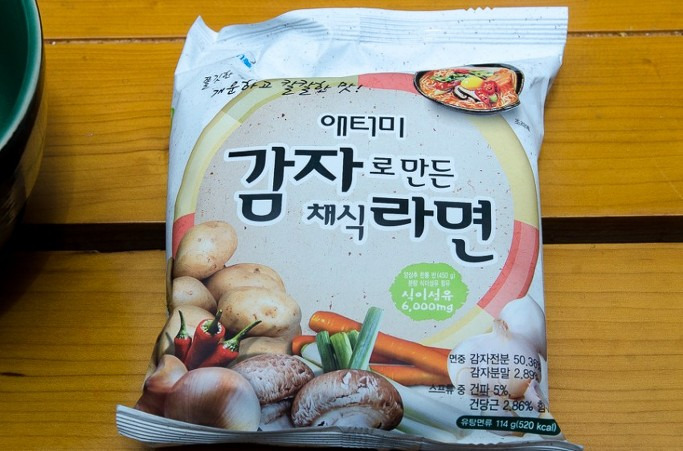 개운하고 칼칼한 맛!
애터미
감자로 만든
채식 라면
식이섬유
6,000mg
면중 감자전분 50.38%
감자분말 2.89%
스프류 중 건파 5%,
건당근 2.86% 함
유탕면류 114 g (520 kcal)